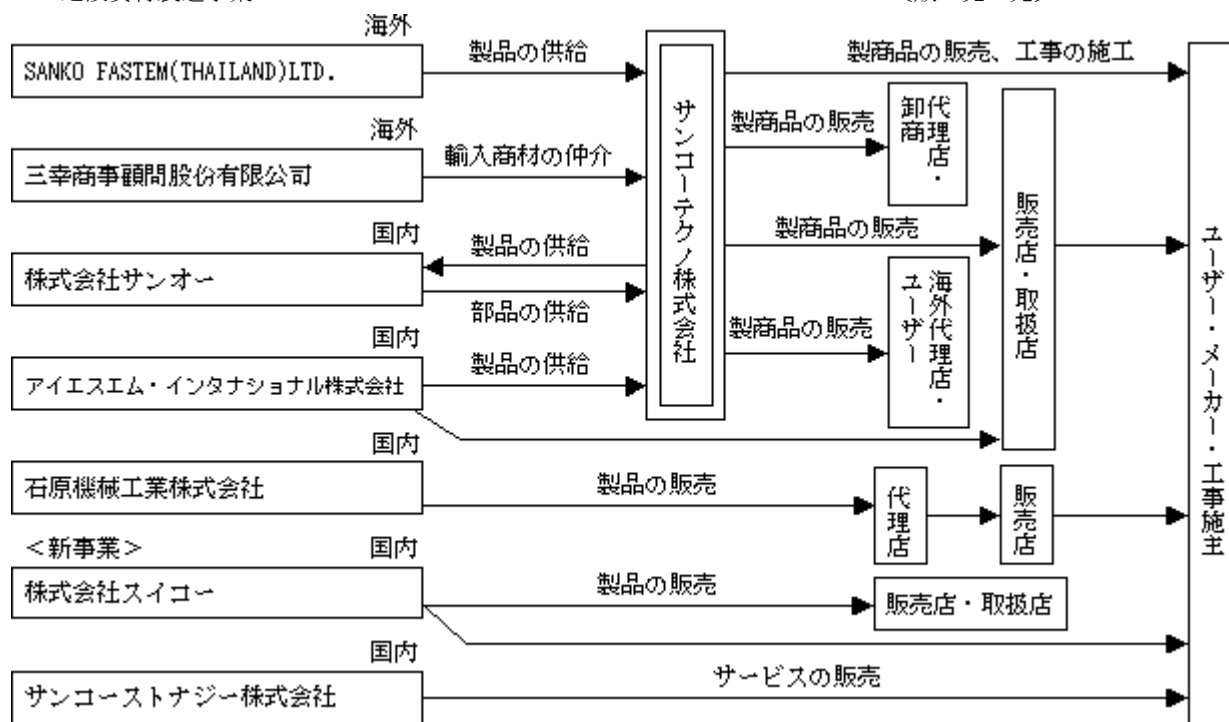 海外
SANKO FASTEM(THAILAND)LTD.
製品の供給
製商品の販売、工事の施工
海外
三幸商事顧問股份有限公司
輸入商材の仲介
製商品の販売
代理店・
卸商
国内
株式会社サンオー
製品の供給
部品の供給
サンコーテクノ株式会社
製商品の販売
販売店・取扱店
国内
アイエスエム・インタナショナル株式会社
製品の供給
製商品の販売
海外代理店・
ユーザー
ユーザー・メーカー・工事施主
国内
石原機械工業株式会社
製品の販売
代理店
販売店
＜新事業＞
国内
株式会社スイコー
製品の販売
販売店・取扱店
国内
サンコーストナジー株式会社
サービスの販売